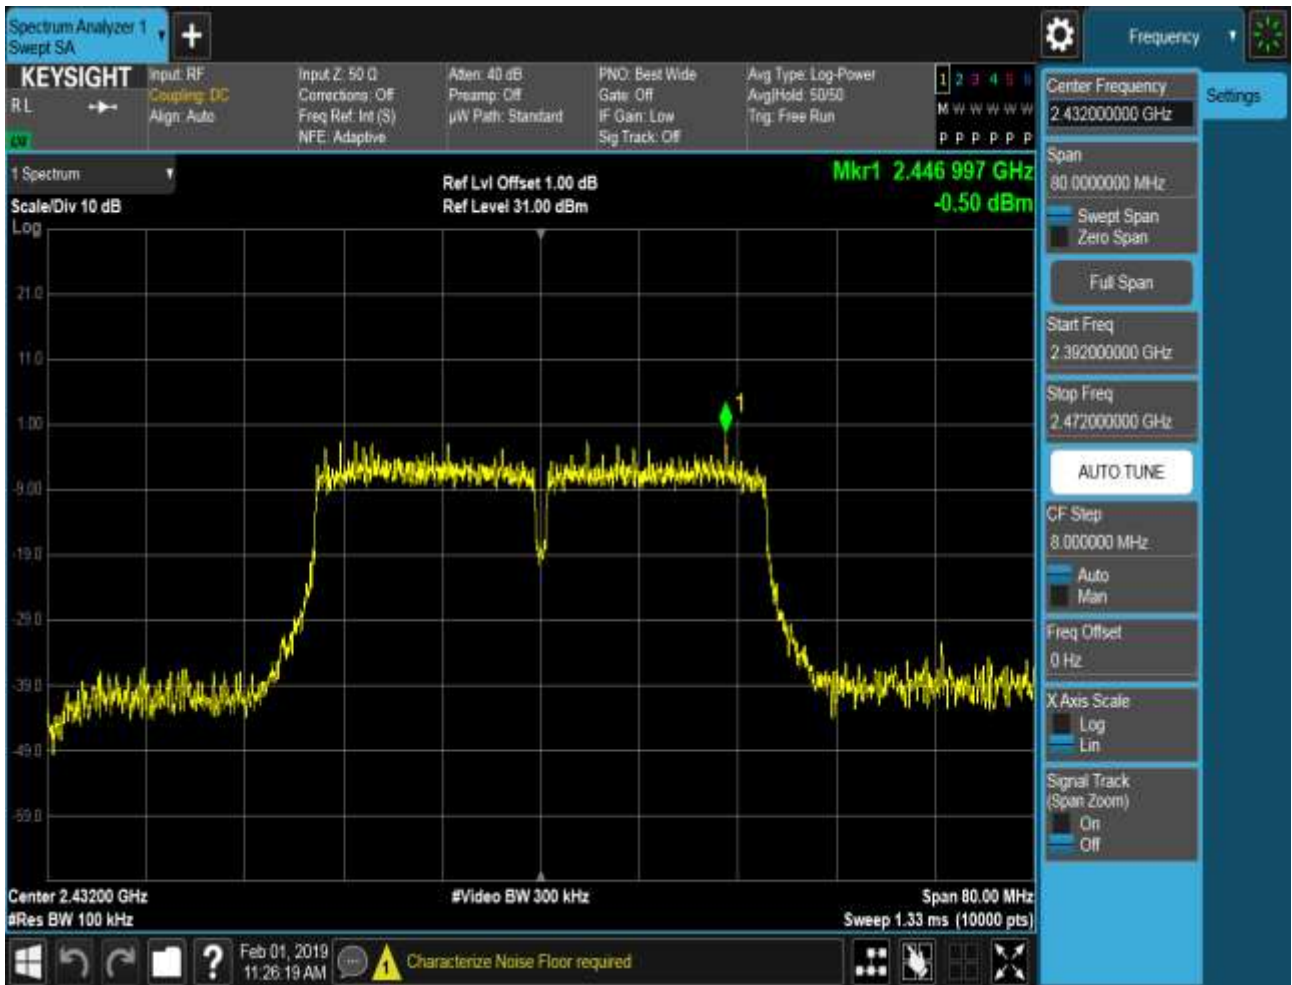 Spectrum Analyzer 1
Swept SA
Frequency
KEYSIGHT
R L
Input: RF
Coupling: DC
Align: Auto
Input Z: 50 Ω
Corrections: Off
Freq Ref: Int (S)
NFE: Adaptive
Atten: 40 dB
Preamp: Off
µW Path: Standard
PNO: Best Wide
Gate: Off
IF Gain: Low
Sig Track: Off
Avg Type: Log-Power
Avg|Hold: 50/50
Trig: Free Run
1 2 3 4 5 6
M W W W W W
P P P P P P
1 Spectrum
Scale/Div 10 dB
Log
Ref Lvl Offset 1.00 dB
Ref Level 31.00 dBm
Mkr1 2.446 997 GHz
-0.50 dBm
21.0
11.0
1.00
-9.00
-19.0
-29.0
-39.0
-49.0
-59.0
1
Center 2.43200 GHz
#Res BW 100 kHz
#Video BW 300 kHz
Span 80.00 MHz
Sweep 1.33 ms (10000 pts)
Center Frequency
2.432000000 GHz
Settings
Span
80.0000000 MHz
Swept Span
Zero Span
Full Span
Start Freq
2.392000000 GHz
Stop Freq
2.472000000 GHz
AUTO TUNE
CF Step
8.000000 MHz
Auto
Man
Freq Offset
0 Hz
X Axis Scale
Log
Lin
Signal Track
(Span Zoom)
On
Off
?
Feb 01, 2019
11:26:19 AM
1
Characterize Noise Floor required